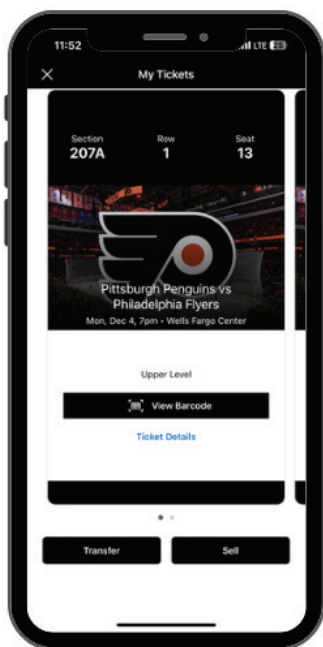 11:52 LTE
My Tickets
Section Row Seat
207A 1 13
Pittsburgh Penguins vs
Philadelphia Flyers
Mon, Dec 4, 7pm • Wells Fargo Center
Upper Level
View Barcode
Ticket Details
Transfer Sell